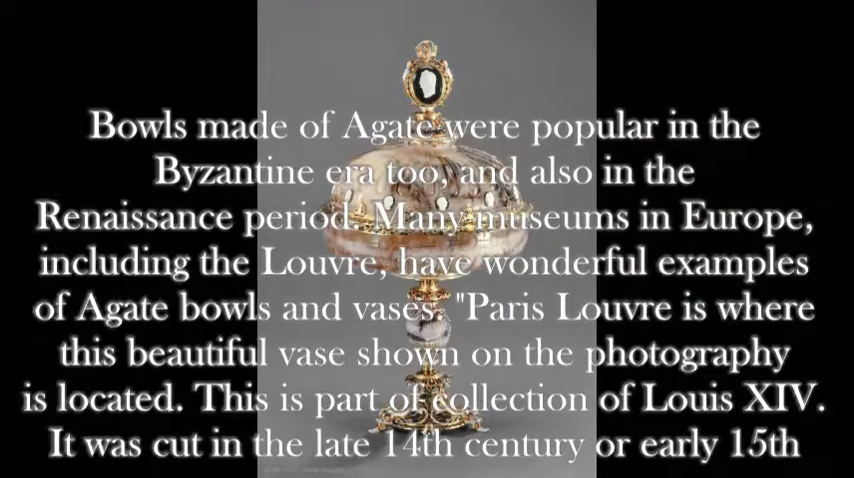 Bowls made of Agate were popular in the
Byzantine era too, and also in the
Renaissance period. Many museums in Europe,
including the Louvre, have wonderful examples
of Agate bowls and vases. "Paris Louvre is where
this beautiful vase shown on the photography
is located. This is part of collection of Louis XIV.
It was cut in the late 14th century or early 15th